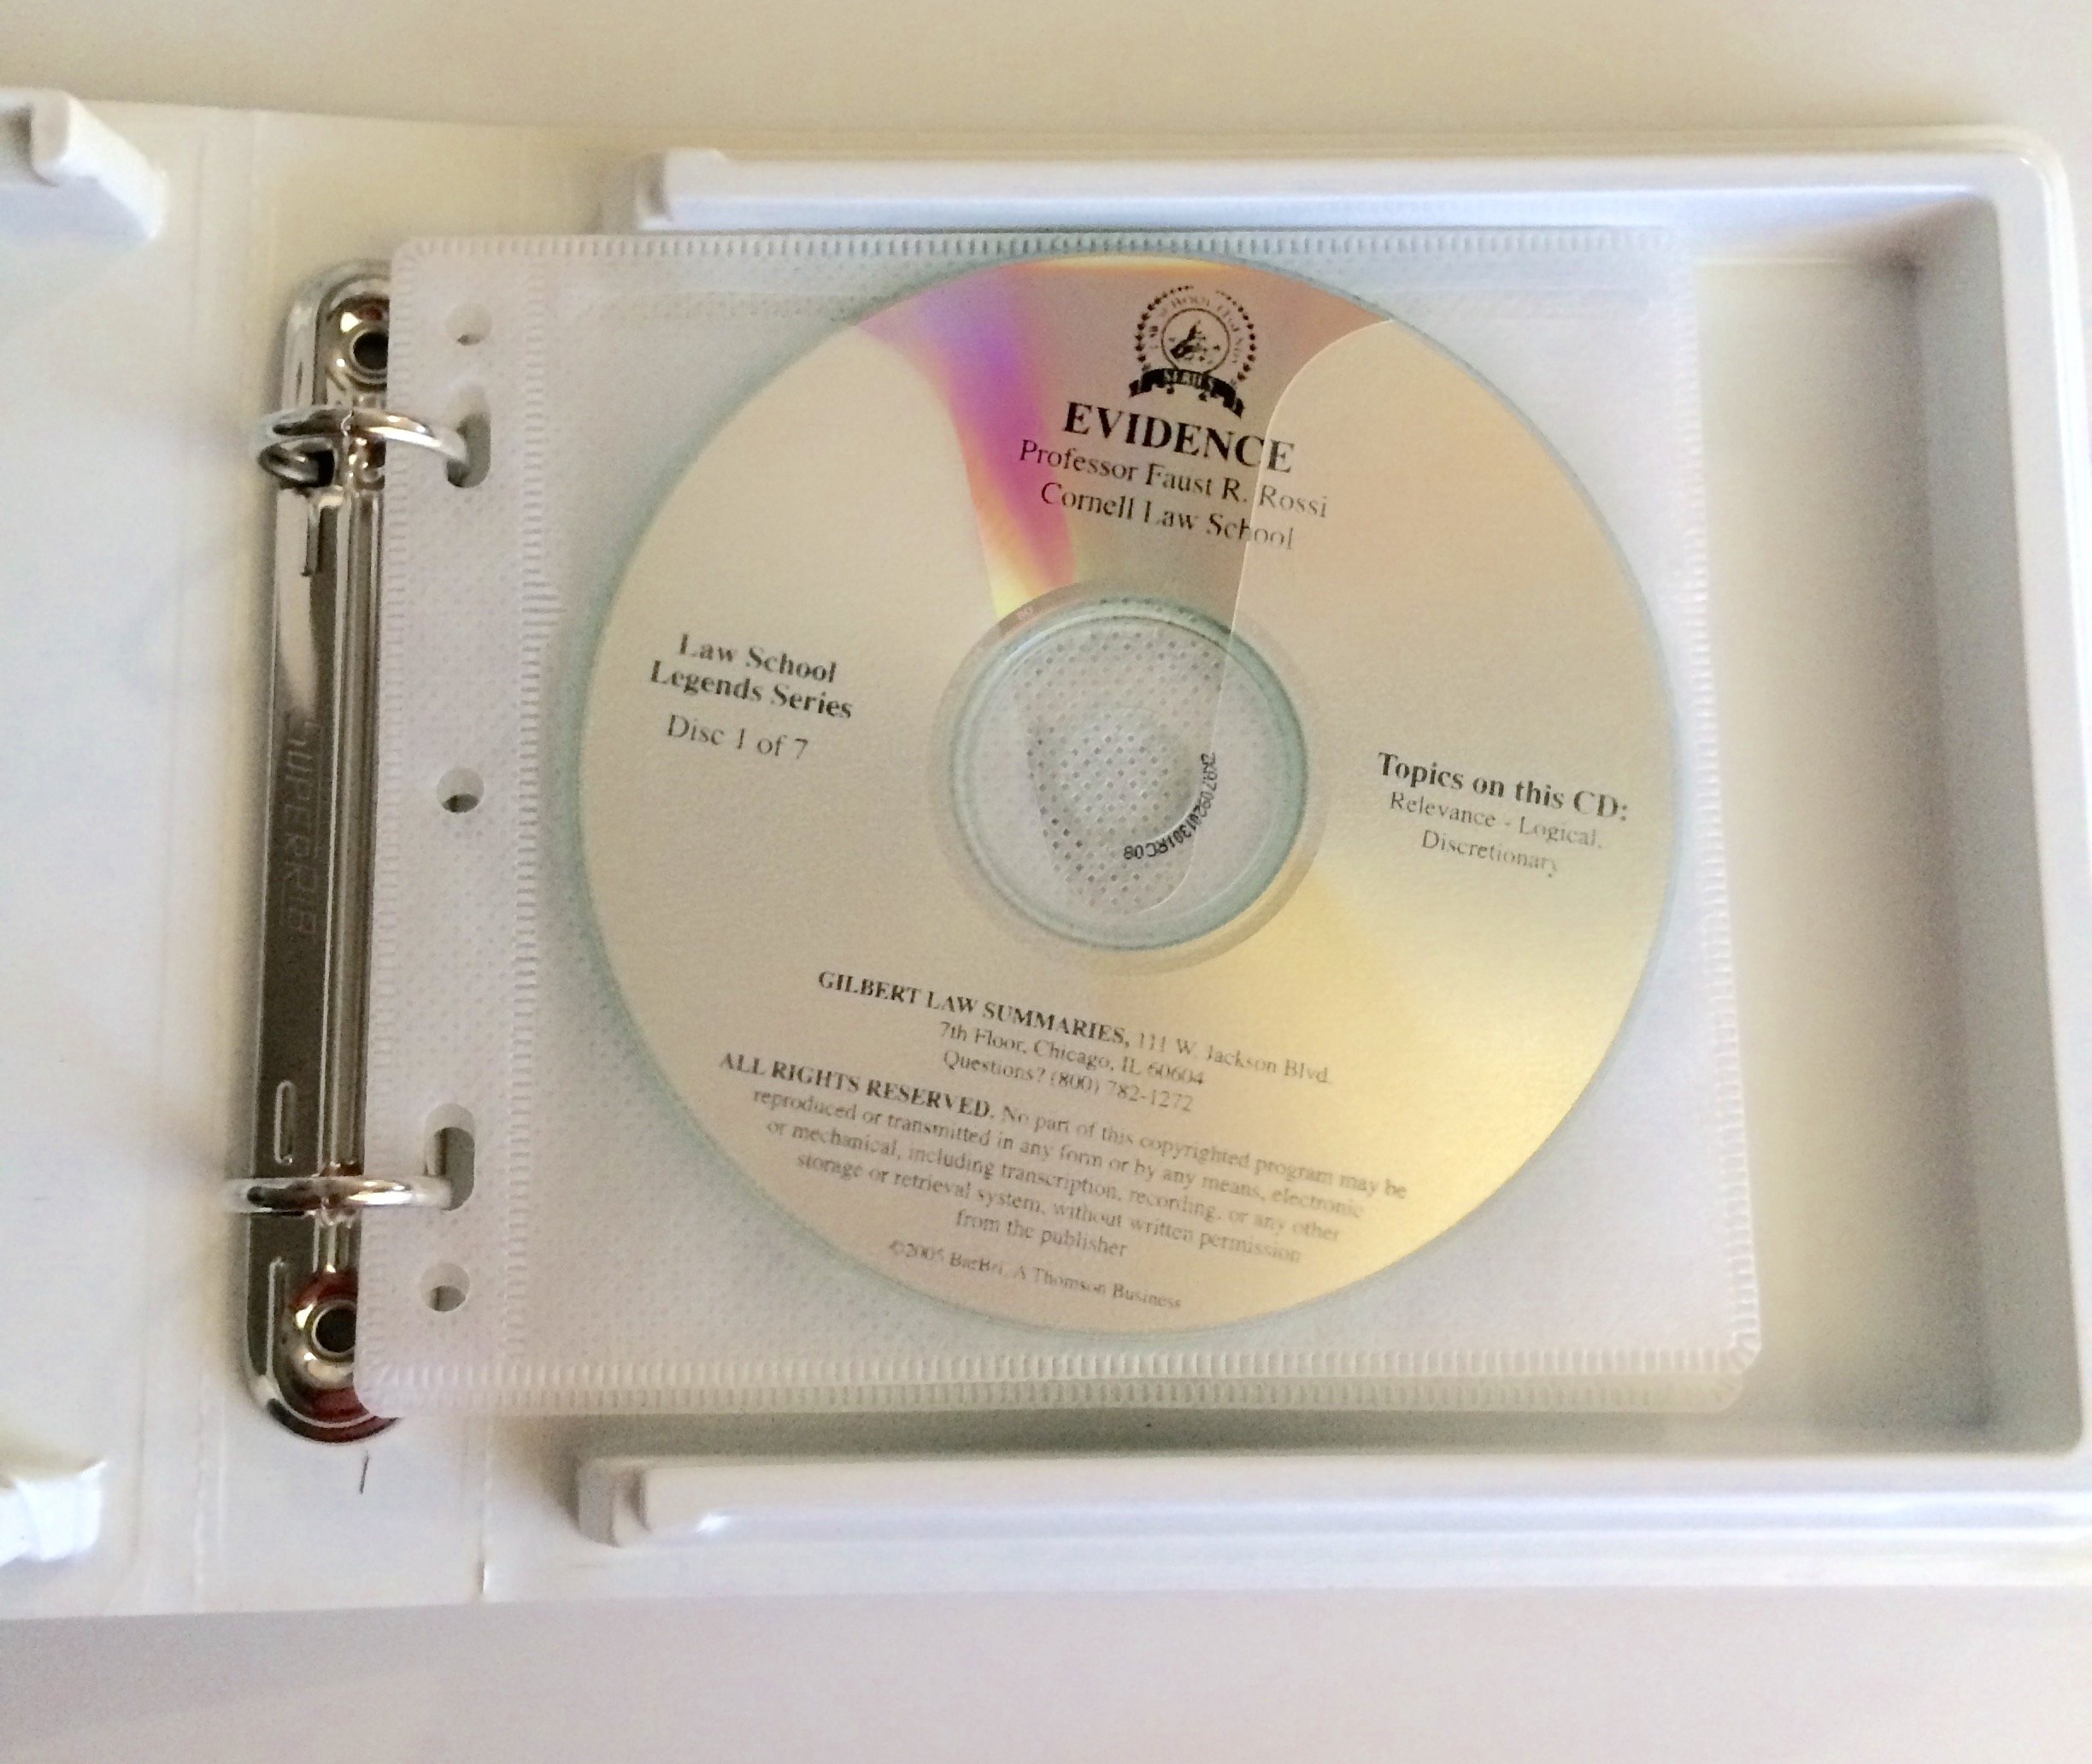 LAW SCHOOL LEGENDS
SERIES
EVIDENCE
Professor Faust R. Rossi
Cornell Law School
Law School
Legends Series
Disc 1 of 7
Topics on this CD:
Relevance - Logical,
Discretionary
GILBERT LAW SUMMARIES, 111 W. Jackson Blvd.
7th Floor, Chicago, IL 60604
Questions? (800) 782-1272
ALL RIGHTS RESERVED. No part of this copyrighted program may be
reproduced or transmitted in any form or by any means, electronic
or mechanical, including transcription, recording, or any other
storage or retrieval system, without written permission
from the publisher
©2005 BarBri, A Thomson Business